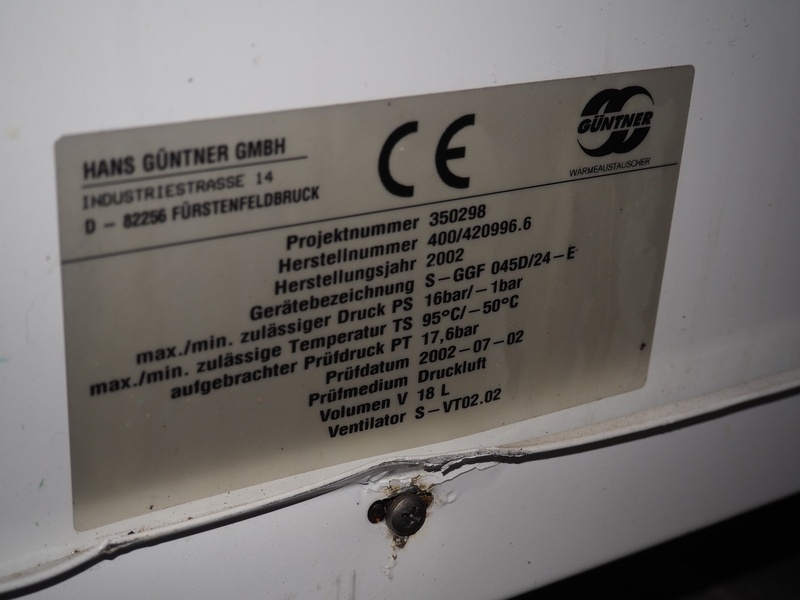 HANS GÜNTNER GMBH
INDUSTRIESTRASSE 14
D – 82256 FÜRSTENFELDBRUCK
CE
GÜNTNER
WÄRMEAUSTAUSCHER
Projektnummer 350298
Herstellnummer 400/420996.6
Herstellungsjahr 2002
Gerätebezeichnung S–GGF 045D/24–E
max./min. zulässiger Druck PS 16bar/–1bar
max./min. zulässige Temperatur TS 95°C/–50°C
aufgebrachter Prüfdruck PT 17,6bar
Prüfdatum 2002–07–02
Prüfmedium Druckluft
Volumen V 18 L
Ventilator S–VT02.02